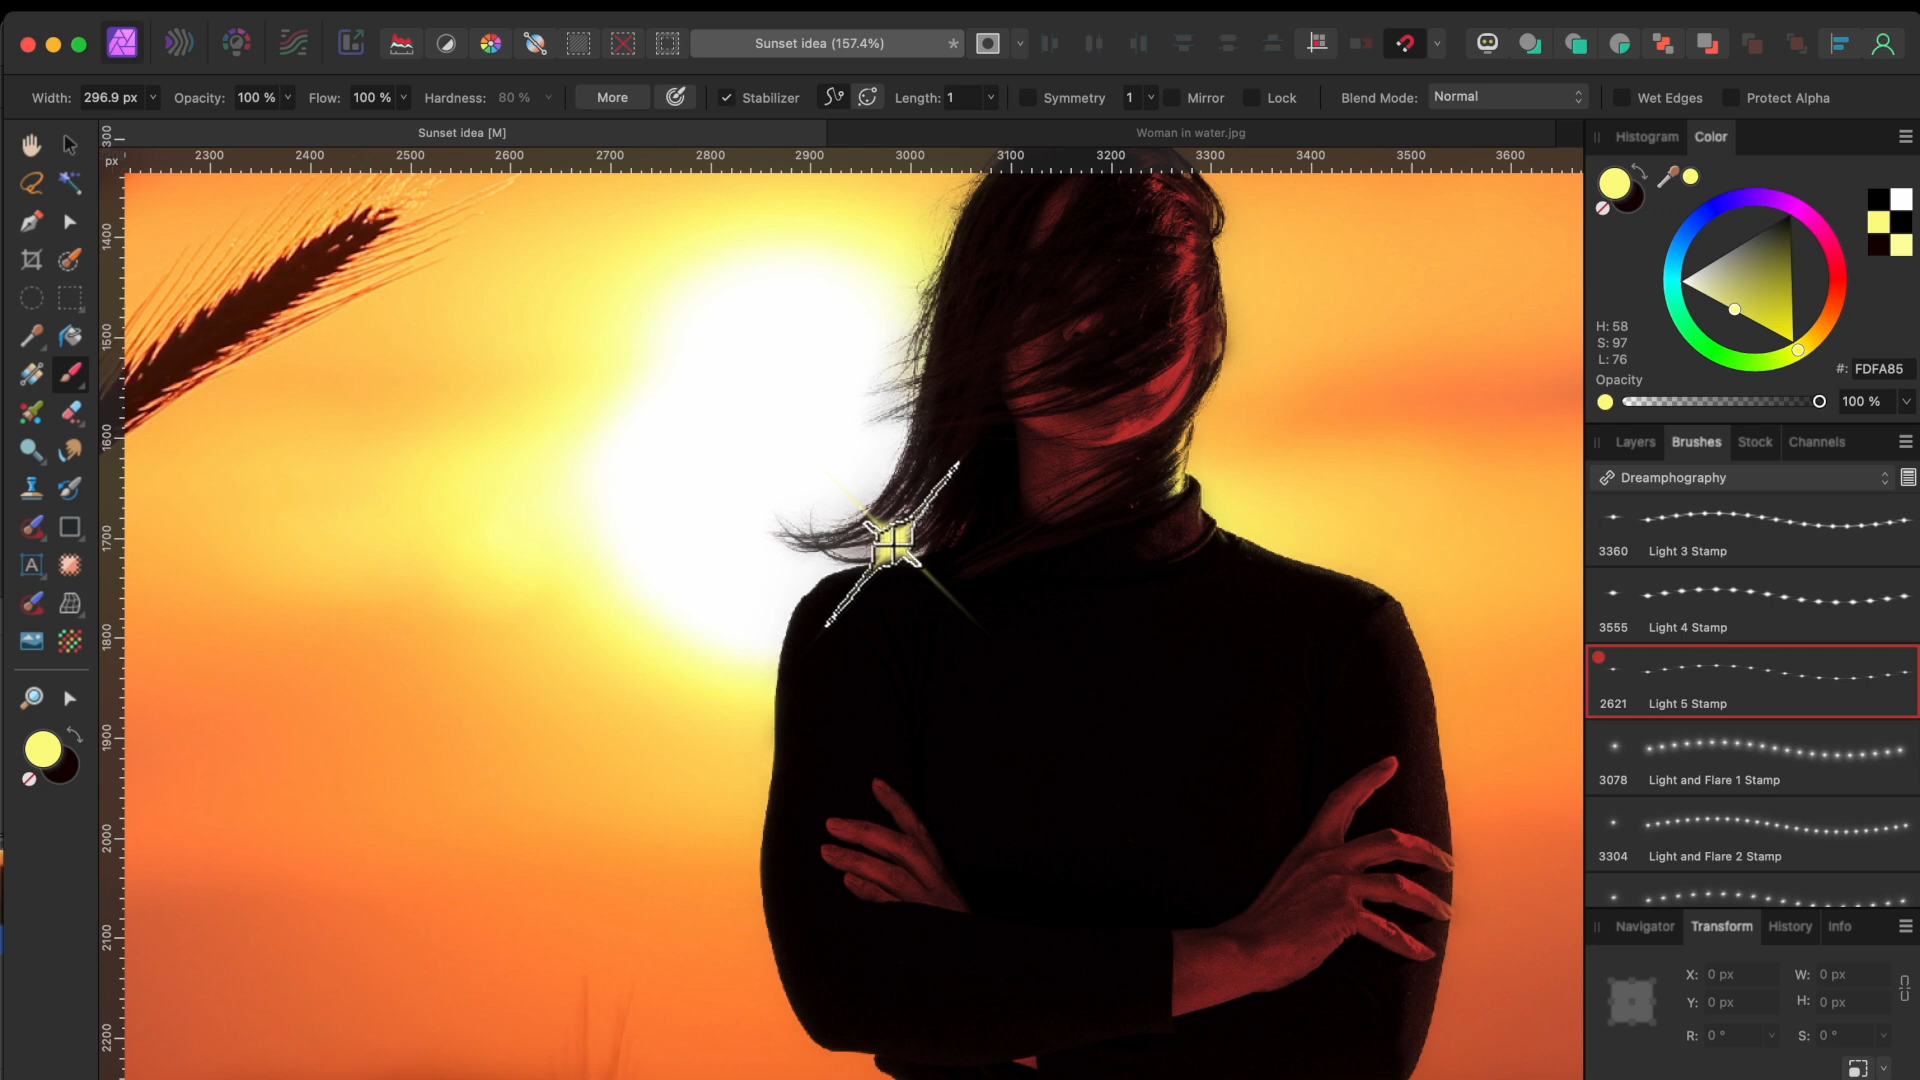 Sunset idea (157.4%) *
Width: 296.9 px Opacity: 100 % Flow: 100 % Hardness: 80 % More Stabilizer Length: 1 Symmetry 1 Mirror Lock Blend Mode: Normal Wet Edges Protect Alpha
Sunset idea [M] Woman in water.jpg
px 2300 2400 2500 2600 2700 2800 2900 3000 3100 3200 3300 3400 3500 3600
300
1400
1500
1600
1700
1800
1900
2000
2100
2200
A
Histogram Color
H: 58
S: 97
L: 76
#: FDFA85
Opacity
100 %
Layers Brushes Stock Channels
Dreamphography
3360 Light 3 Stamp
3555 Light 4 Stamp
2621 Light 5 Stamp
3078 Light and Flare 1 Stamp
3304 Light and Flare 2 Stamp
Navigator Transform History Info
X: 0 px W: 0 px
Y: 0 px H: 0 px
R: 0 ° S: 0 °